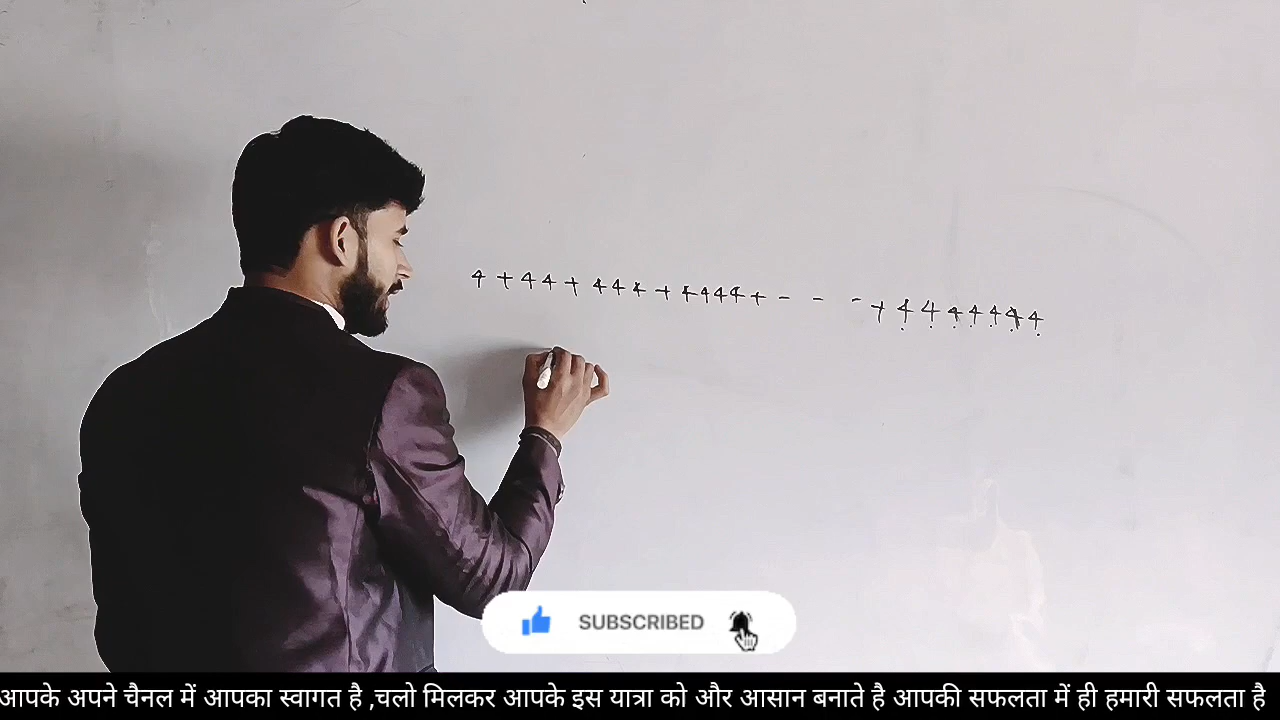 4 + 44 + 444 + 4444 + - - - + 4444444
SUBSCRIBED
आपके अपने चैनल में आपका स्वागत है ,चलो मिलकर आपके इस यात्रा को और आसान बनाते है आपकी सफलता में ही हमारी सफलता है